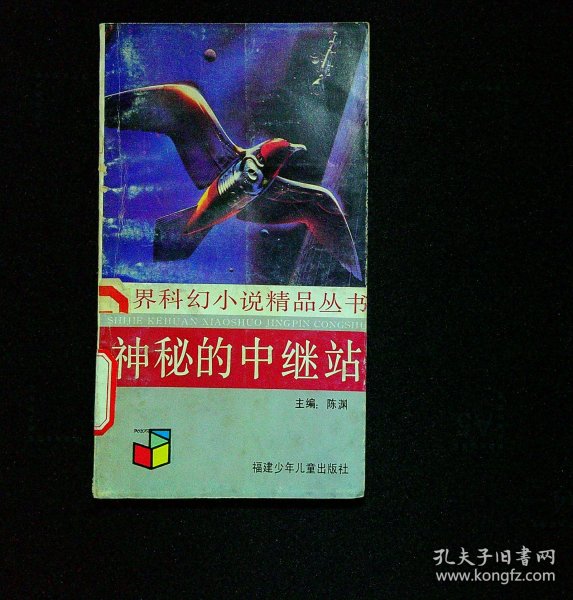 界科幻小说精品丛书
SHIJIE KEHUAN XIAOSHUO JINGPIN CONGSHU
神秘的中继站
主编：陈渊
福建少年儿童出版社
孔夫子旧书网
www.kongfz.com